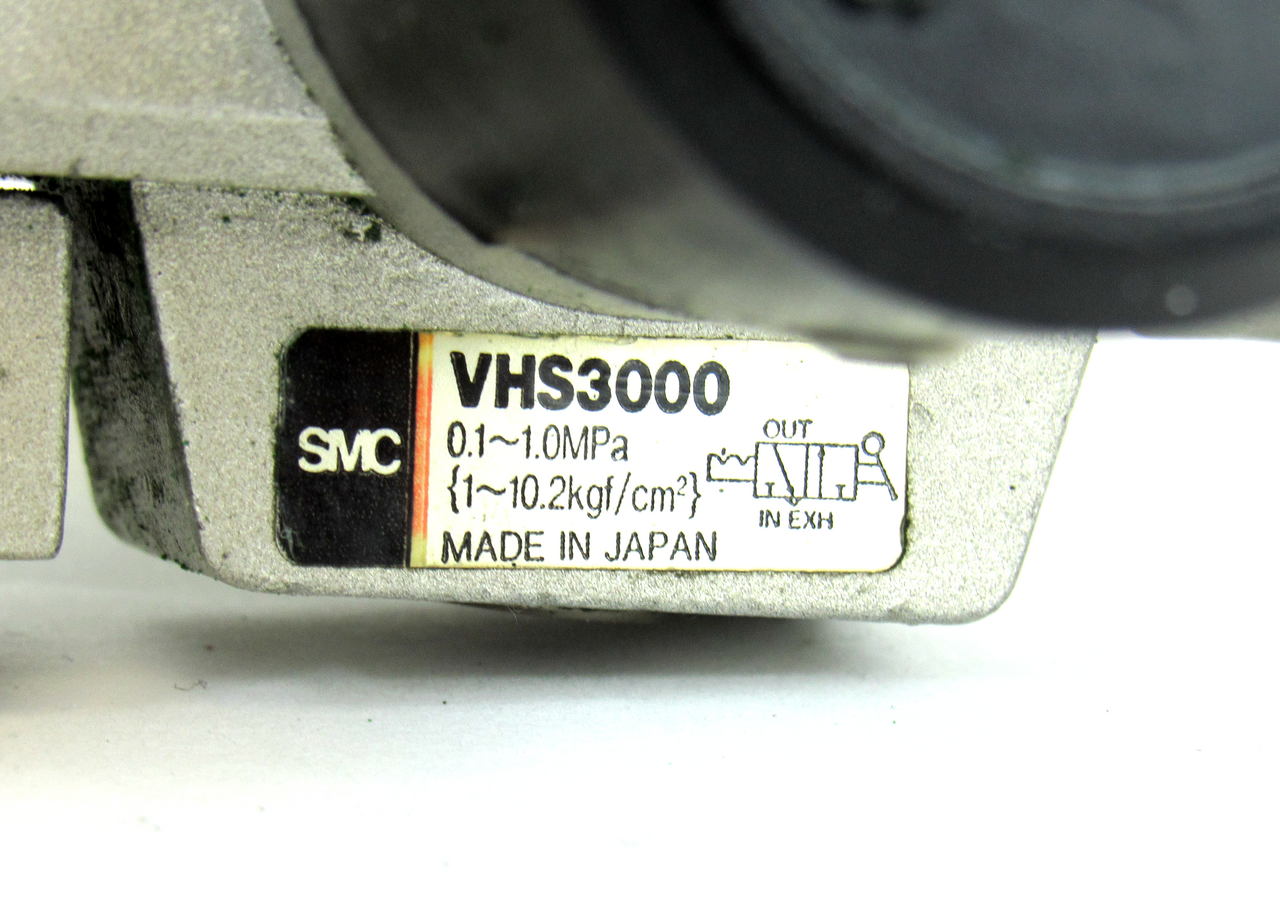 SMC
VHS3000
0.1~1.0MPa
{1~10.2kgf/cm²}
MADE IN JAPAN
OUT
IN EXH